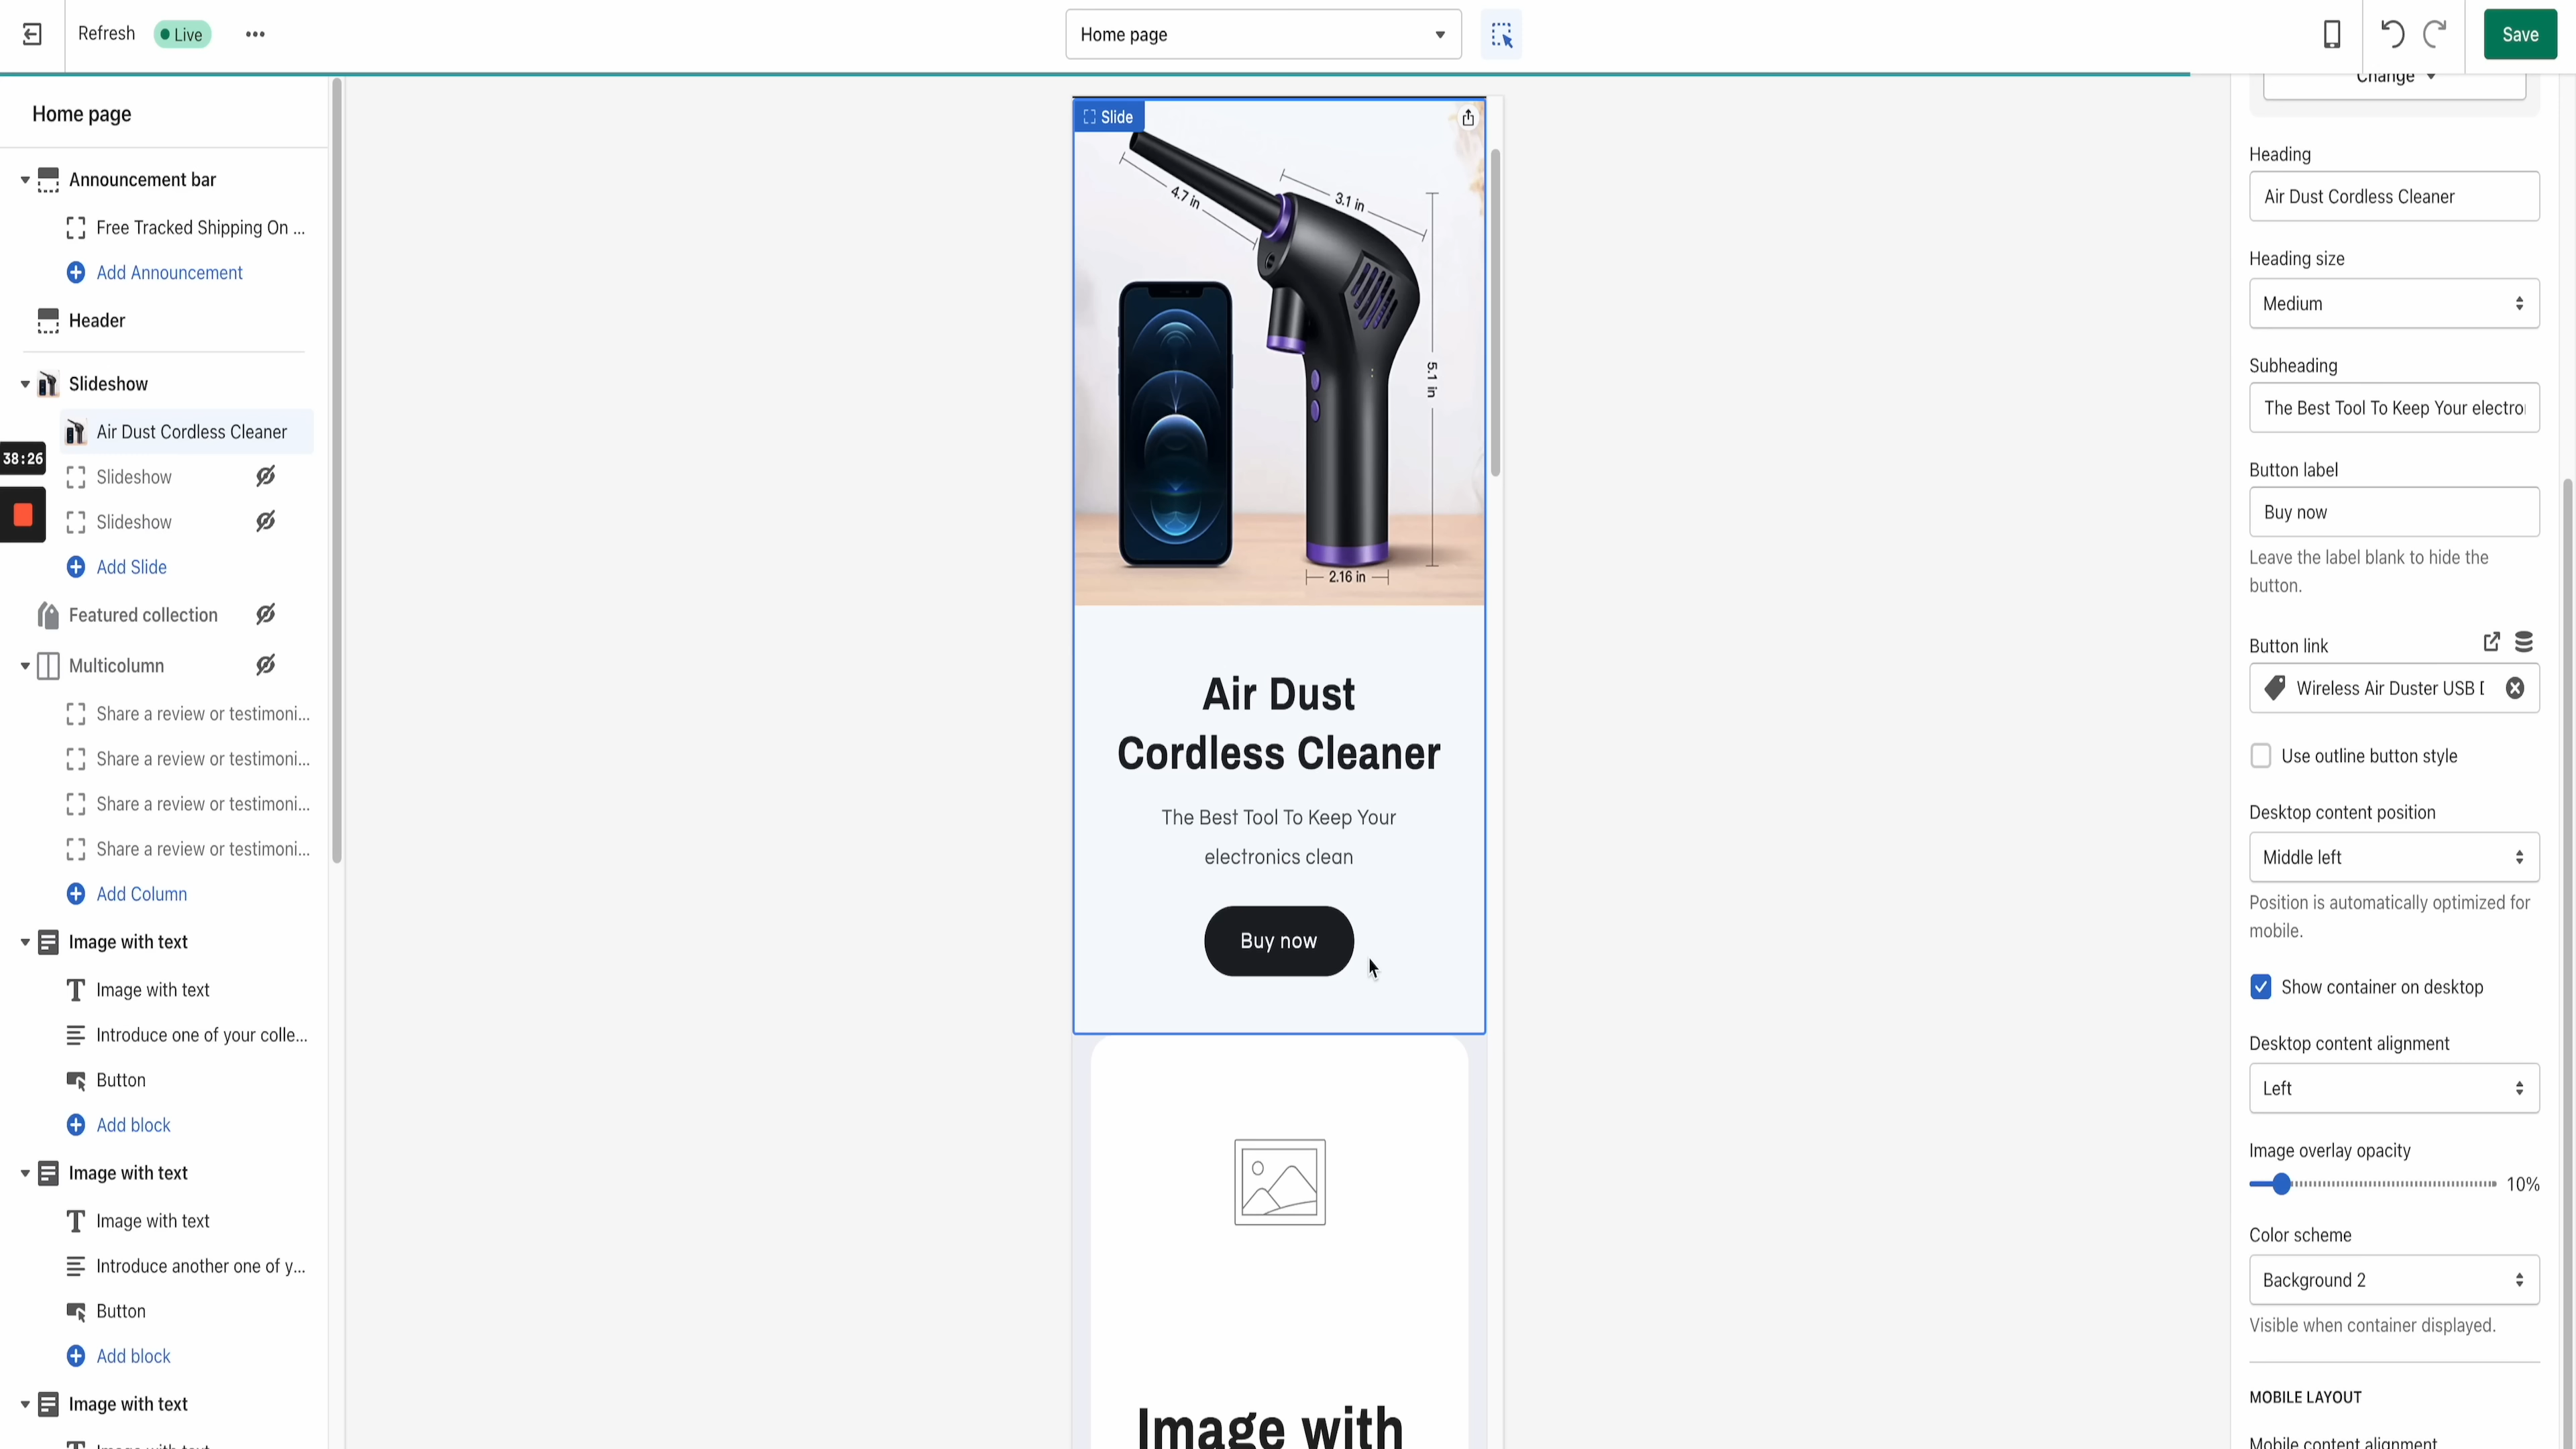 Refresh
Live
Home page
Save
Home page
Announcement bar
Free Tracked Shipping On ...
Add Announcement
Header
Slideshow
Air Dust Cordless Cleaner
38:26
Slideshow
Slideshow
Add Slide
Featured collection
Multicolumn
Share a review or testimoni...
Share a review or testimoni...
Share a review or testimoni...
Share a review or testimoni...
Add Column
Image with text
Image with text
Introduce one of your colle...
Button
Add block
Image with text
Image with text
Introduce another one of y...
Button
Add block
Image with text
Image with text
Slide
4.7 in
3.1 in
5.1 in
2.16 in
Air Dust
Cordless Cleaner
The Best Tool To Keep Your
electronics clean
Buy now
Image with
Change
Heading
Air Dust Cordless Cleaner
Heading size
Medium
Subheading
The Best Tool To Keep Your electro
Button label
Buy now
Leave the label blank to hide the
button.
Button link
Wireless Air Duster USB
Use outline button style
Desktop content position
Middle left
Position is automatically optimized for
mobile.
Show container on desktop
Desktop content alignment
Left
Image overlay opacity
10%
Color scheme
Background 2
Visible when container displayed.
MOBILE LAYOUT
Mobile content alignment